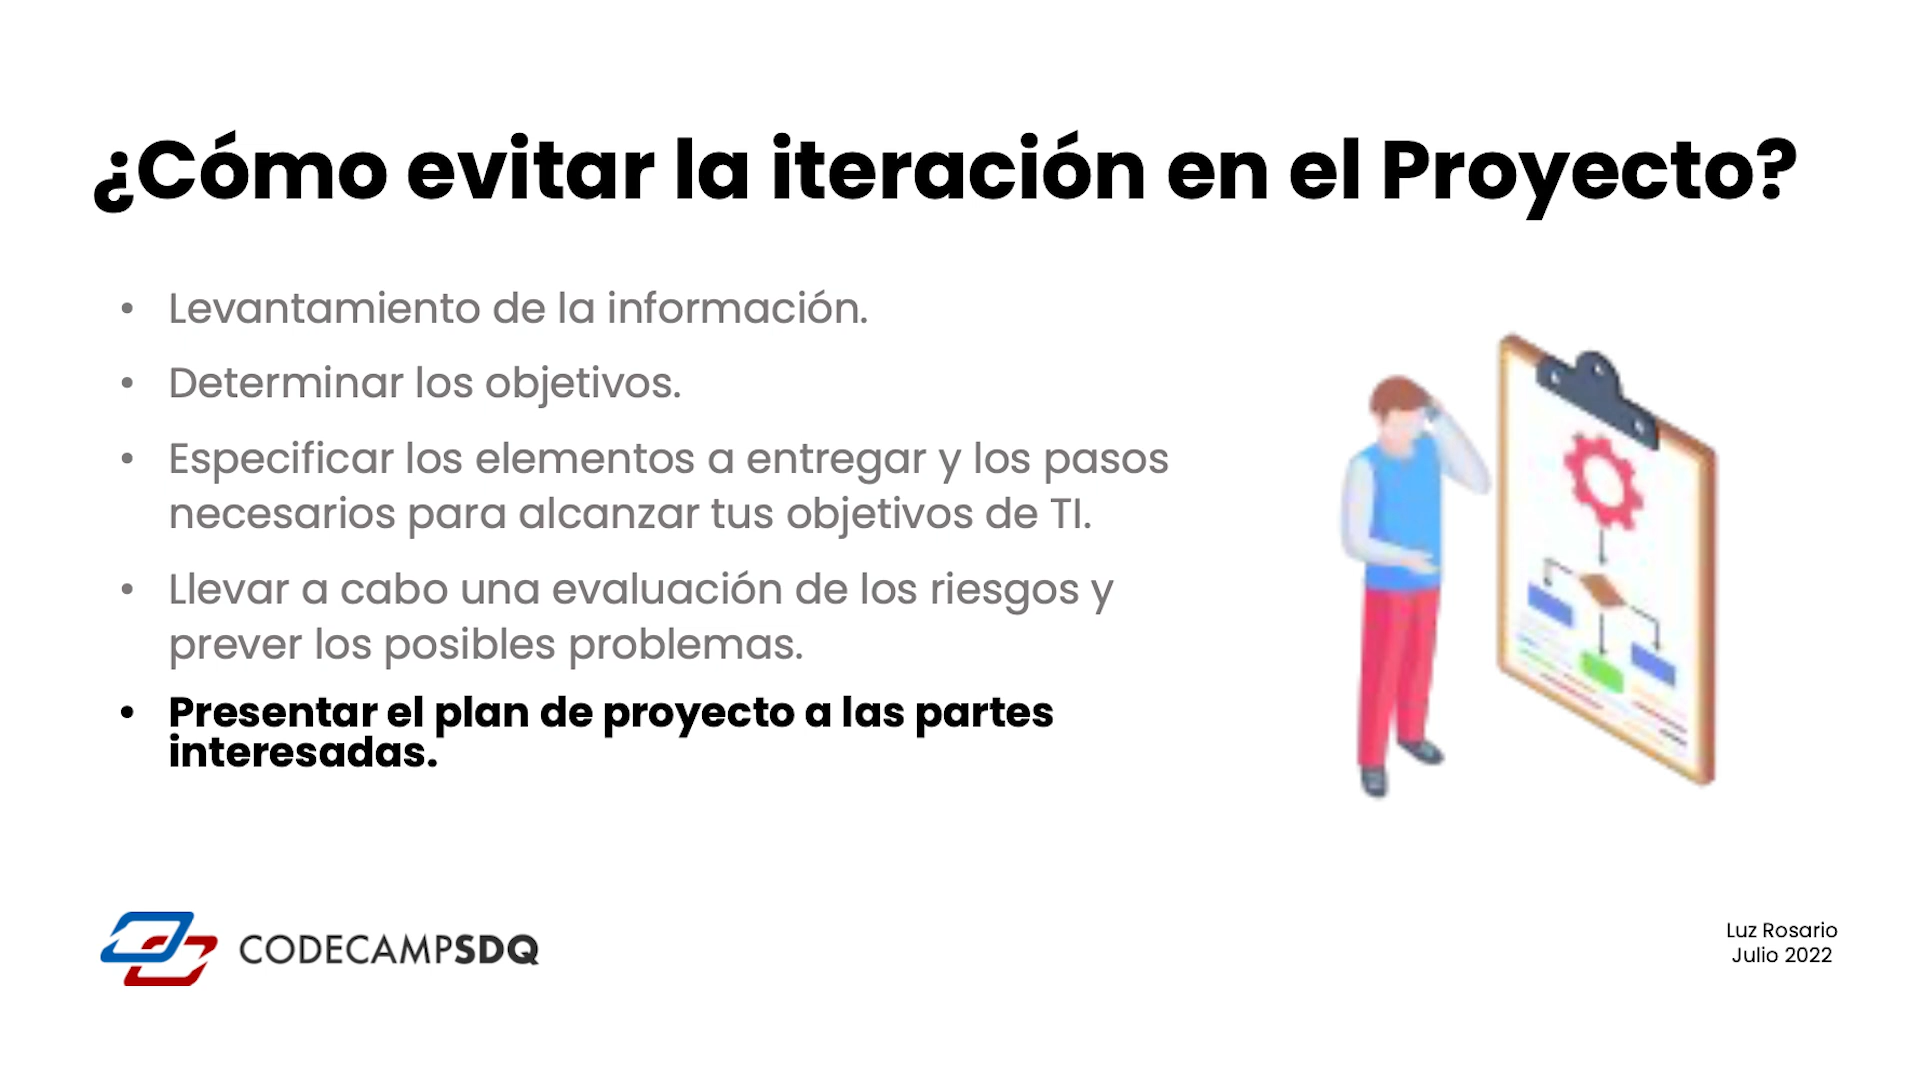 ¿Cómo evitar la iteración en el Proyecto?
• Levantamiento de la información.
• Determinar los objetivos.
• Especificar los elementos a entregar y los pasos
necesarios para alcanzar tus objetivos de TI.
• Llevar a cabo una evaluación de los riesgos y
prever los posibles problemas.
• Presentar el plan de proyecto a las partes
interesadas.
CODECAMPSDQ
Luz Rosario
Julio 2022